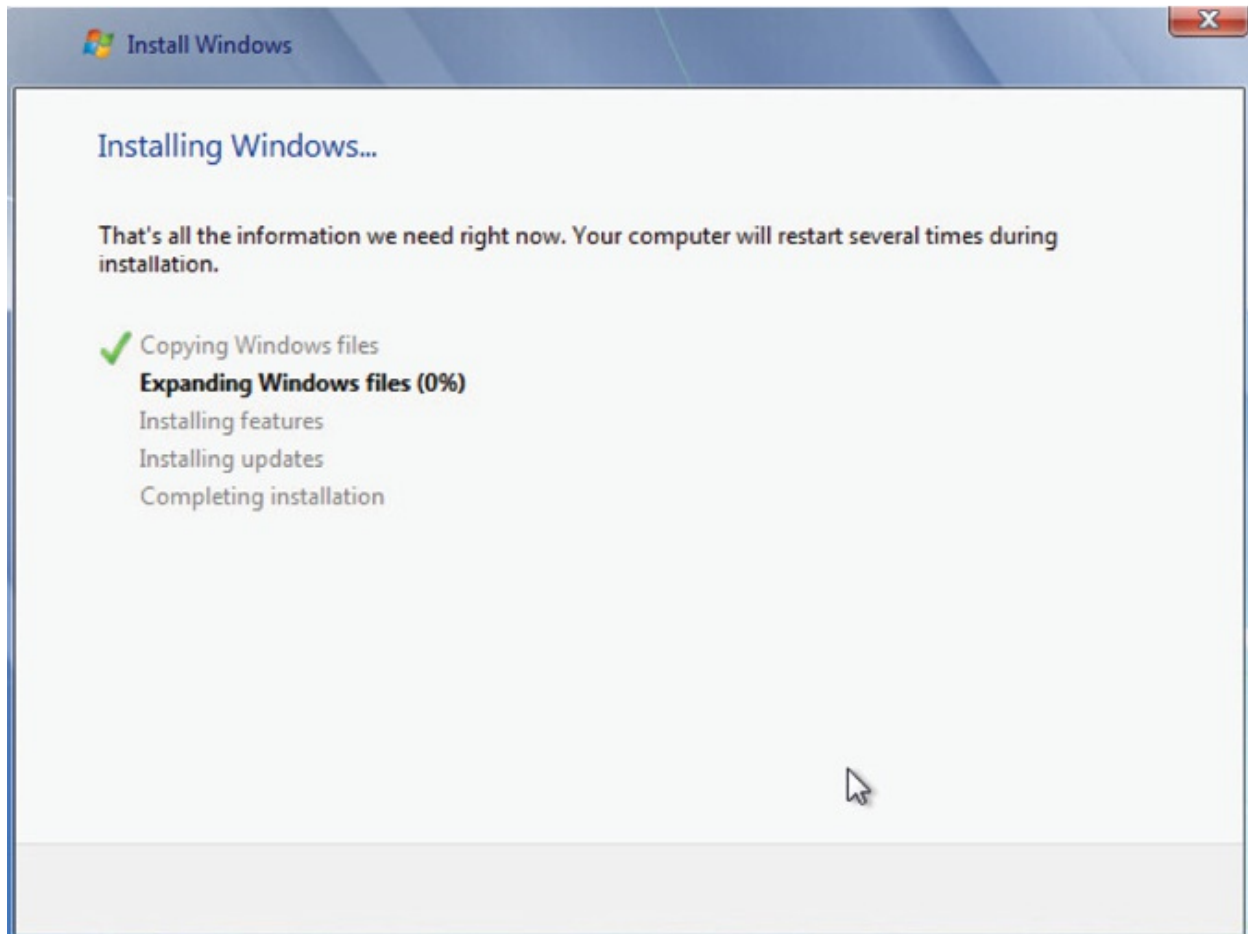 Install Windows
Installing Windows...
That's all the information we need right now. Your computer will restart several times during
installation.
Copying Windows files
Expanding Windows files (0%)
Installing features
Installing updates
Completing installation